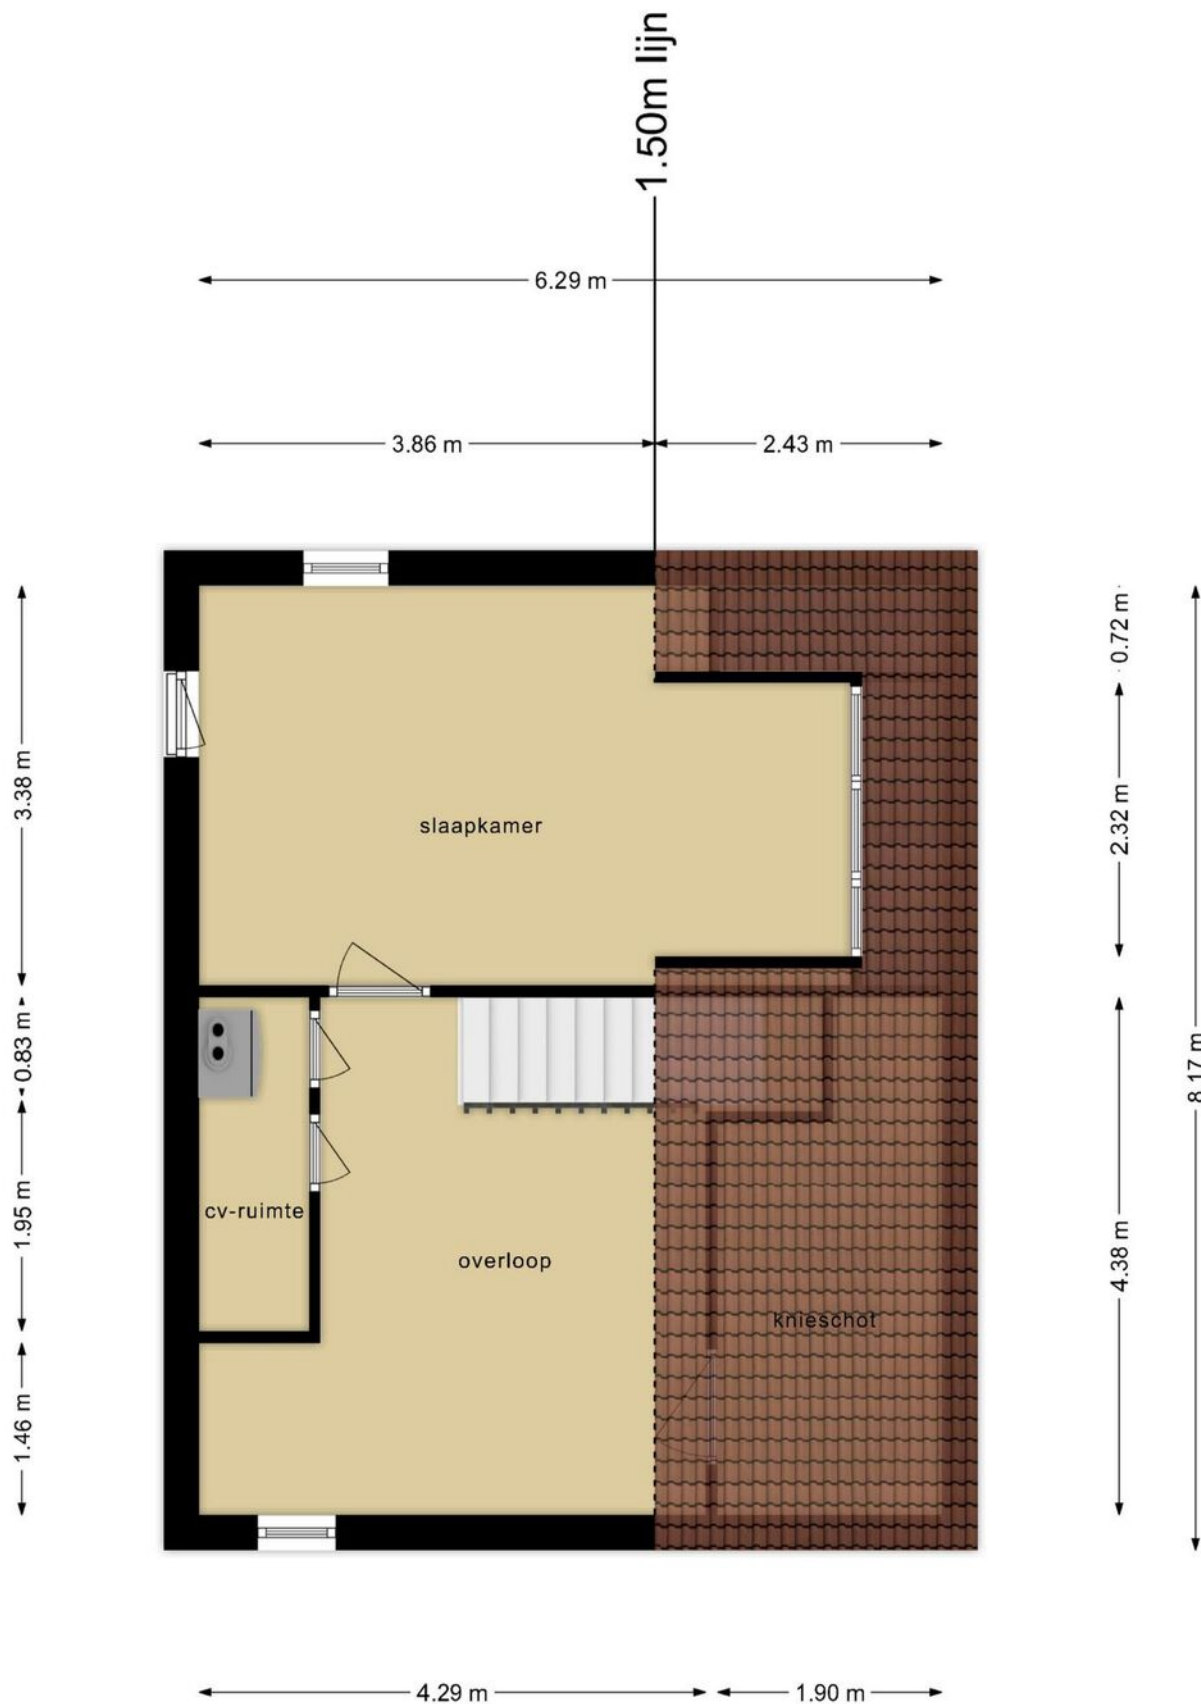 1.50m lijn
6.29 m
3.86 m
2.43 m
0.72 m
3.38 m
2.32 m
slaapkamer
8.17 m
0.83 m
1.95 m
cv-ruimte
overloop
4.38 m
knieschot
1.46 m
4.29 m
1.90 m